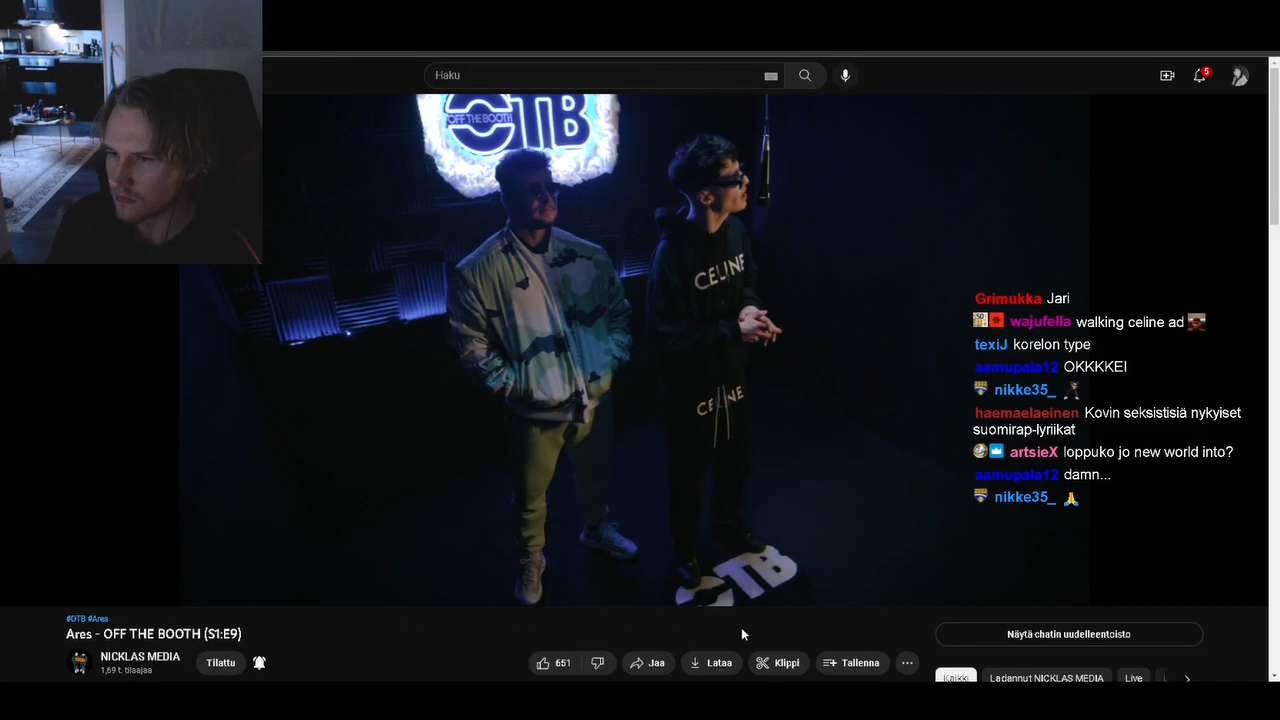 Haku
5
OFF THE BOOTH
OTB
CELINE
CELINE
OTB
Grimukka Jari
wajufella walking celine ad
texiJ korelon type
aamupala12 OKKKKEI
nikke35_
haemaelaeinen Kovin seksistisiä nykyiset
suomirap-lyriikat
artsieX loppuko jo new world into?
aamupala12 damn...
nikke35_
#OTB #Ares
Ares - OFF THE BOOTH (S1:E9)
NICKLAS MEDIA
1,69 t. tilaajaa
Tilattu
651
Jaa
Lataa
Klippi
Tallenna
Näytä chatin uudelleentoisto
Kaikki
Ladannut NICKLAS MEDIA
Live